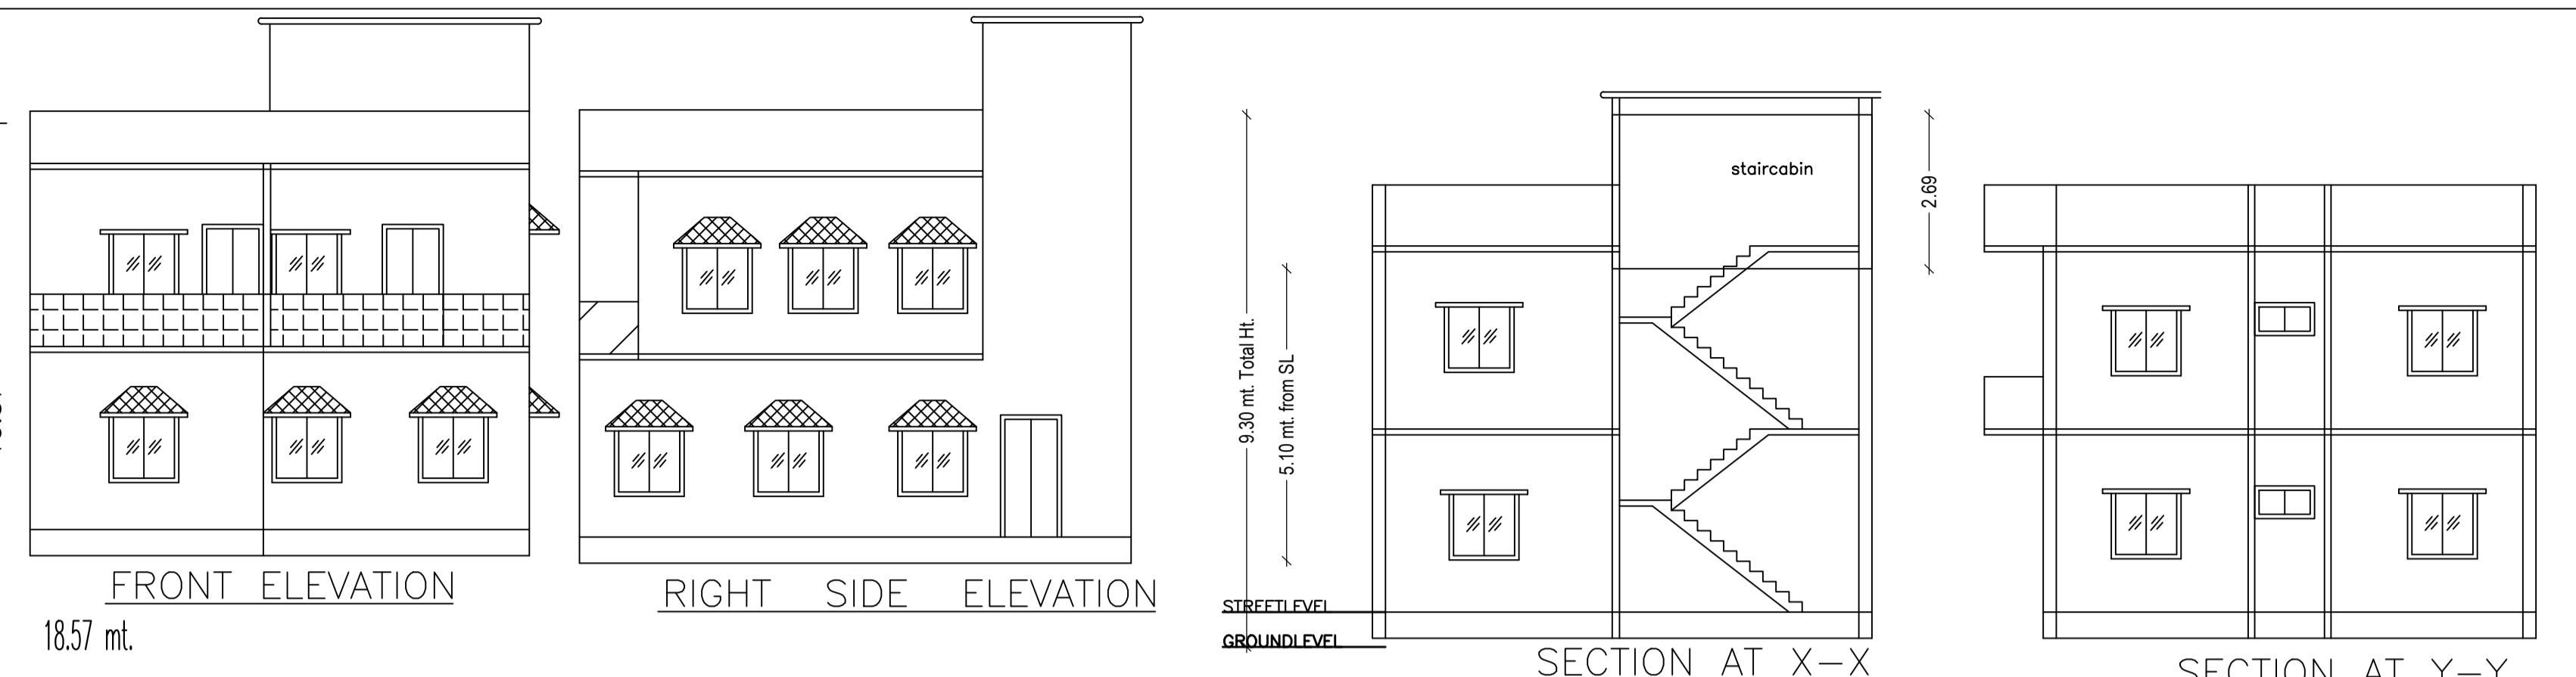 staircabin
2.69
9.30 mt. Total Ht.
5.10 mt. from SL
FRONT ELEVATION
RIGHT SIDE ELEVATION
STREETLEVEL
GROUNDLEVEL
18.57 mt.
SECTION AT X-X
SECTION AT Y-Y